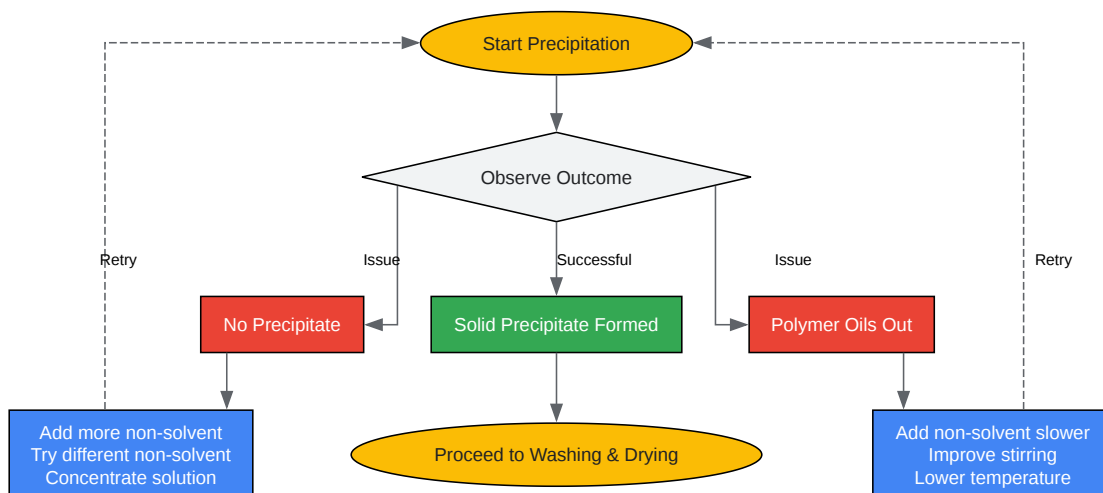 Start Precipitation
Observe Outcome
Retry
Issue
Successful
Issue
Retry
No Precipitate
Solid Precipitate Formed
Polymer Oils Out
Add more non-solvent
Try different non-solvent
Concentrate solution
Proceed to Washing & Drying
Add non-solvent slower
Improve stirring
Lower temperature